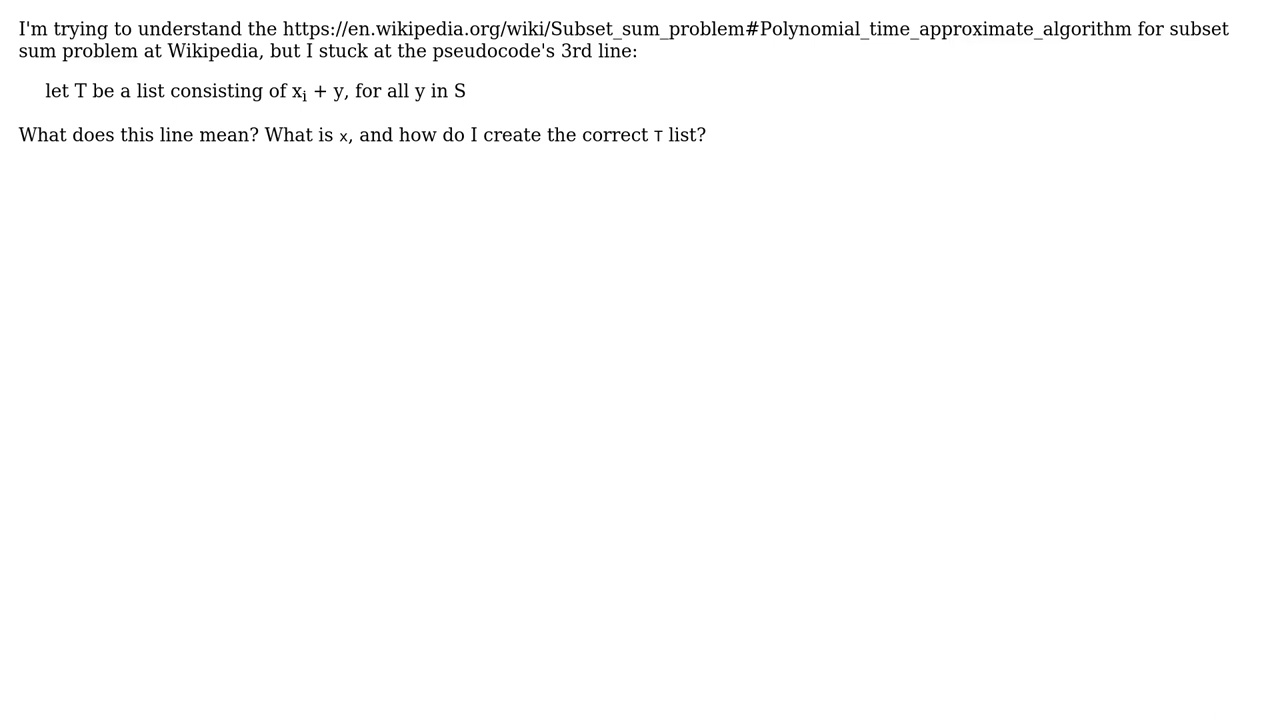 I'm trying to understand the https://en.wikipedia.org/wiki/Subset_sum_problem#Polynomial_time_approximate_algorithm for subset
sum problem at Wikipedia, but I stuck at the pseudocode's 3rd line:
let T be a list consisting of xi + y, for all y in S
What does this line mean? What is x, and how do I create the correct T list?